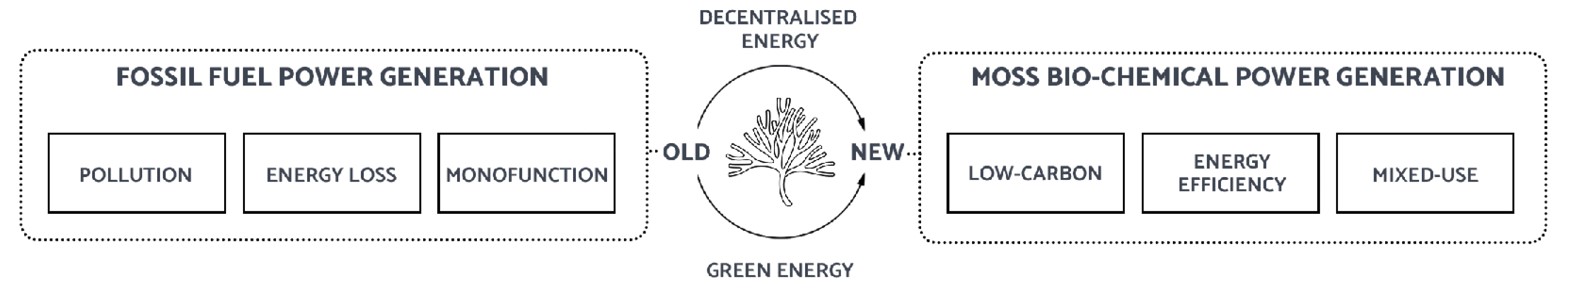 DECENTRALISED
ENERGY
FOSSIL FUEL POWER GENERATION
POLLUTION
ENERGY LOSS
MONOFUNCTION
OLD
NEW
GREEN ENERGY
MOSS BIO-CHEMICAL POWER GENERATION
LOW-CARBON
ENERGY
EFFICIENCY
MIXED-USE